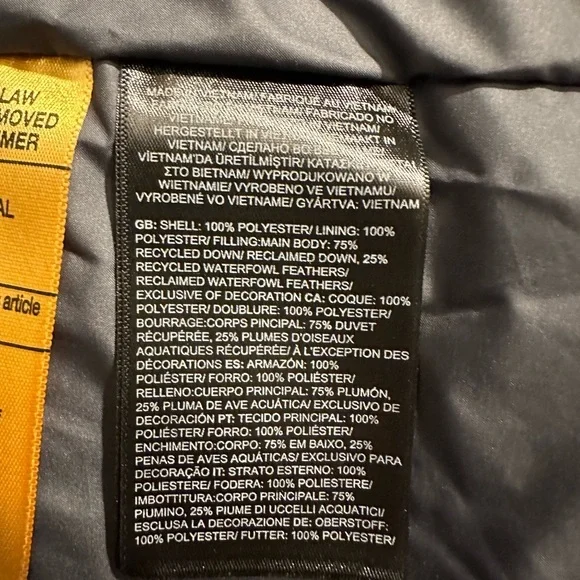 LAW
MOVED
MER
AL
article
MADE IN VIETNAM/ FABRIQUÉ AU VIETNAM/
FABRICADO NO
VIETNAME/
HERGESTELLT IN VIETNAM/ IN
VIETNAM/ СДЕЛАНО ВО
VİETNAM'DA ÜRETİLMİŞTİR/
ΣΤΟ ΒΙΕΤΝΑΜ/ WYPRODUKOWANO W
WIETNAMIE/ VYROBENO VE VIETNAMU/
VYROBENÉ VO VIETNAME/ GYÁRTVA: VIETNAM
GB: SHELL: 100% POLYESTER/ LINING: 100%
POLYESTER/ FILLING:MAIN BODY: 75%
RECYCLED DOWN/ RECLAIMED DOWN, 25%
RECYCLED WATERFOWL FEATHERS/
RECLAIMED WATERFOWL FEATHERS/
EXCLUSIVE OF DECORATION CA: COQUE: 100%
POLYESTER/ DOUBLURE: 100% POLYESTER/
BOURRAGE:CORPS PINCIPAL: 75% DUVET
RÉCUPÉRÉE, 25% PLUMES D'OISEAUX
AQUATIQUES RÉCUPÉRÉE/ À L'EXCEPTION DES
DÉCORATIONS ES: ARMAZÓN: 100%
POLIÉSTER/ FORRO: 100% POLIÉSTER/
RELLENO:CUERPO PRINCIPAL: 75% PLUMÓN,
25% PLUMA DE AVE ACUÁTICA/ EXCLUSIVO DE
DECORACIÓN PT: TECIDO PRINCIPAL: 100%
POLIÉSTER/ FORRO: 100% POLIÉSTER/
ENCHIMENTO:CORPO: 75% EM BAIXO, 25%
PENAS DE AVES AQUÁTICAS/ EXCLUSIVO PARA
DECORAÇÃO IT: STRATO ESTERNO: 100%
POLIESTERE/ FODERA: 100% POLIESTERE/
IMBOTTITURA:CORPO PRINCIPALE: 75%
PIUMINO, 25% PIUME DI UCCELLI ACQUATICI/
ESCLUSA LA DECORAZIONE DE: OBERSTOFF:
100% POLYESTER/ FUTTER: 100% POLYESTER/